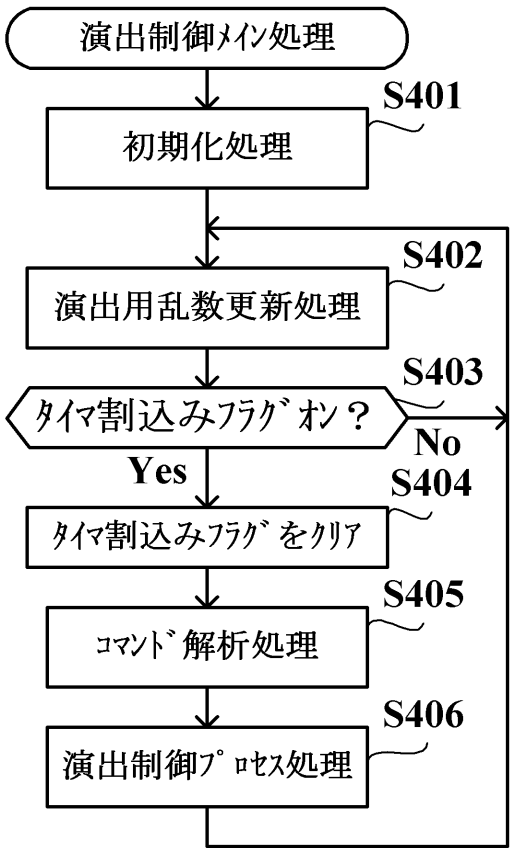 演出制御ﾒｲﾝ処理
S401
初期化処理
S402
演出用乱数更新処理
S403
ﾀｲﾏ割込みﾌﾗｸﾞｵﾝ？
No
Yes
S404
ﾀｲﾏ割込みﾌﾗｸﾞをｸﾘｱ
S405
ｺﾏﾝﾄﾞ解析処理
S406
演出制御ﾌﾟﾛｾｽ処理